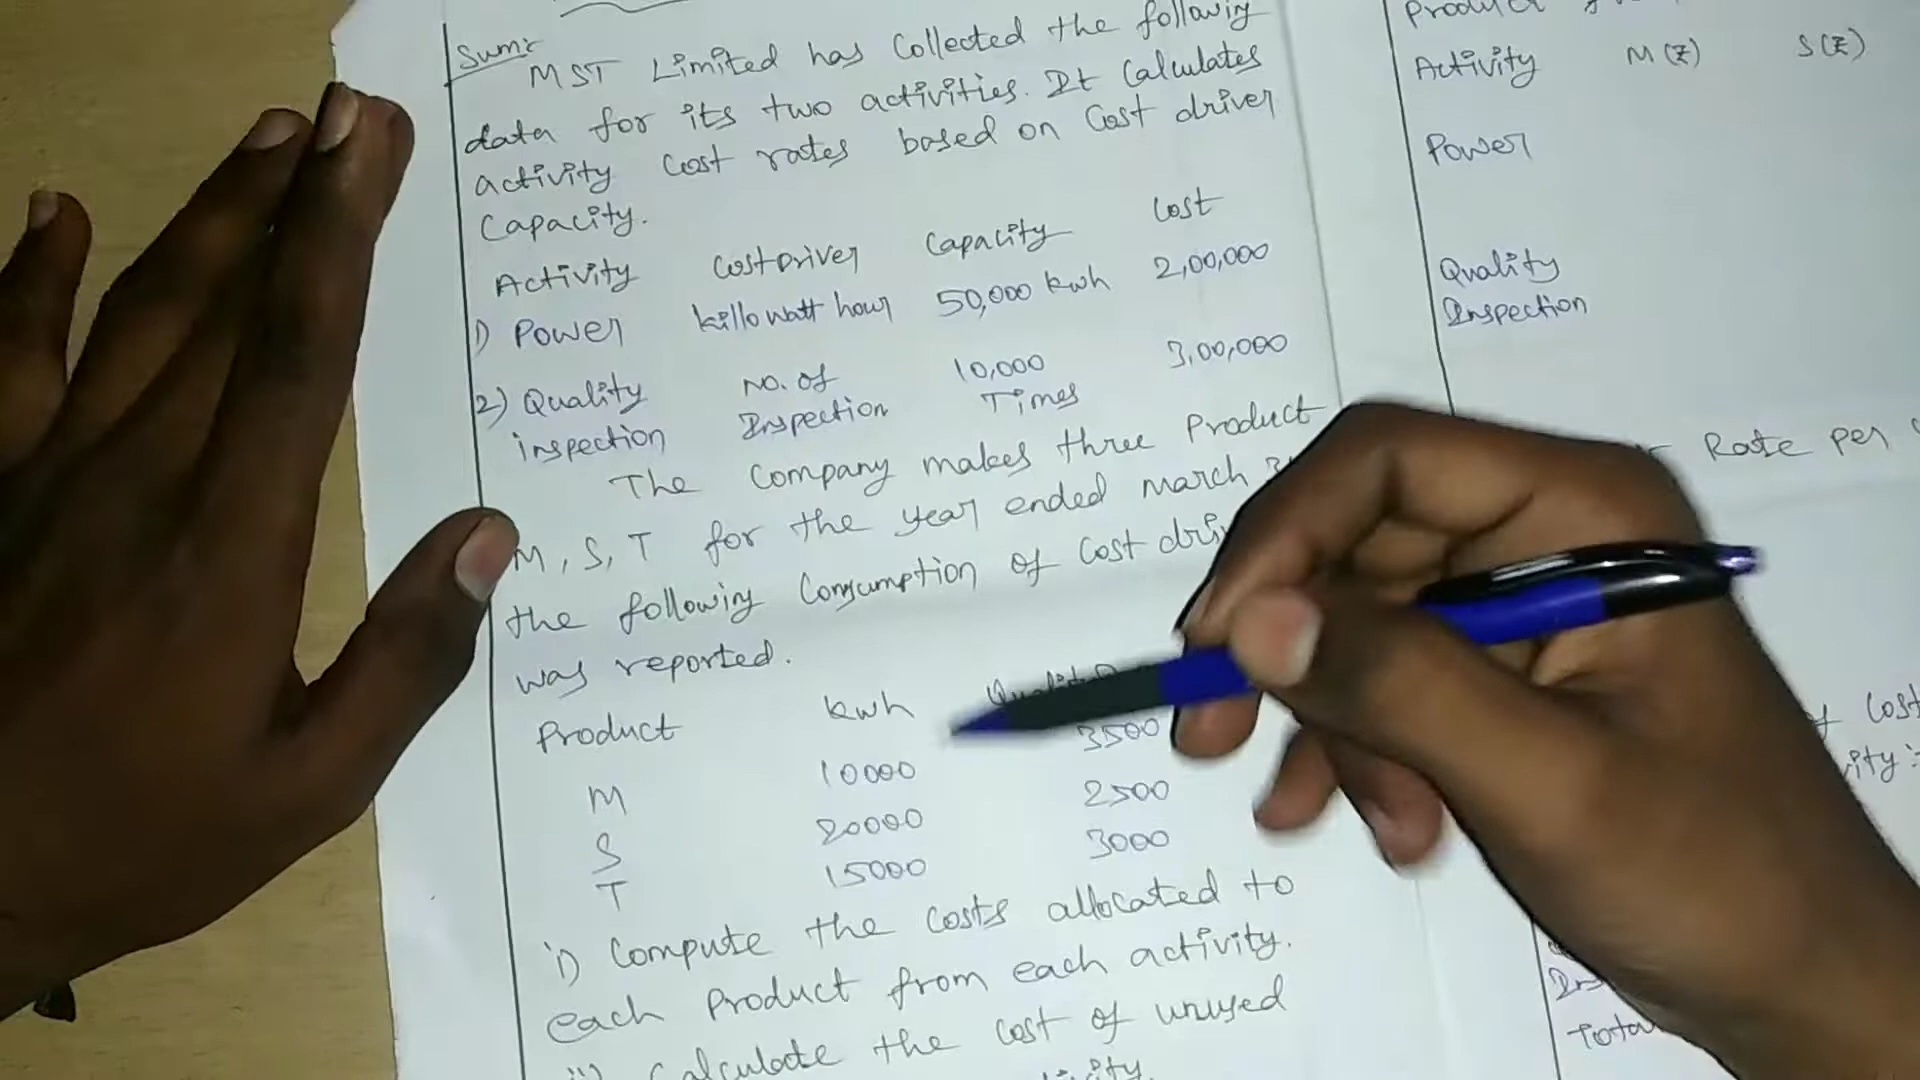 Sum:
MST Limited has Collected the following
data for its two activities. It Calculates
activity Cost rates based on Cost driver
Capacity.
Activity Cost Driver Capacity Cost
1) Power killo watt hour 50,000 kwh 2,00,000
2) Quality No. of 10,000 3,00,000
inspection Inspection Times
The Company makes three Product
M, S, T for the year ended march
the following Consumption of Cost
was reported.
Product kwh
M 10000 3500
S 20000 2500
T 15000 3000
i) Compute the Costs allocated to
each Product from each activity.
ii) Calculate the Cost of unused
Product
Activity M (₹) S (₹)
Power
Quality
Inspection
Rate per
Cost